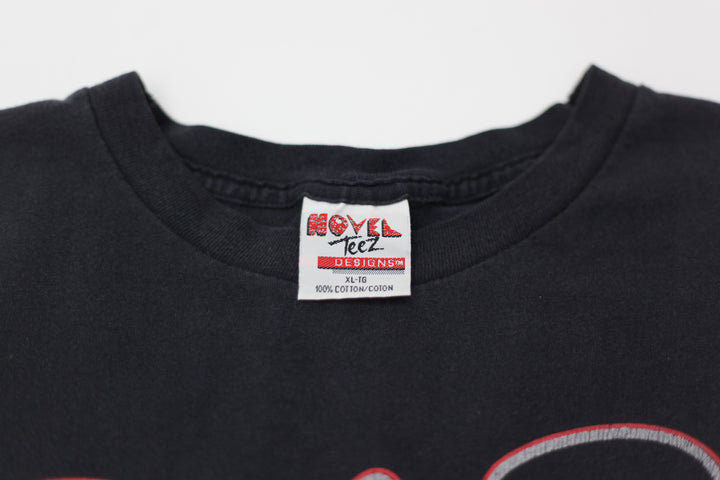 NOVEL
Teez
DESIGNS™
XL-TG
100% COTTON/COTON